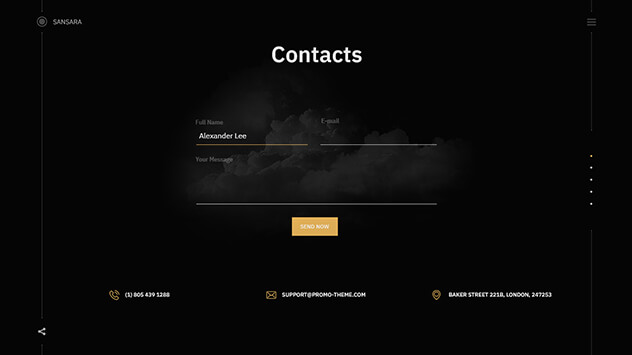 SANSARA
Contacts
Full Name
E-mail
Alexander Lee
Your Message
SEND NOW
(1) 805 439 1288
SUPPORT@PROMO-THEME.COM
BAKER STREET 221B, LONDON, 247253